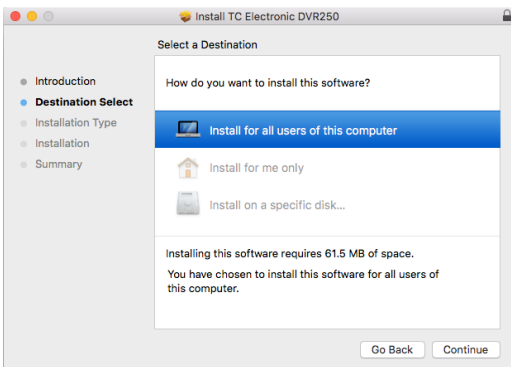 Install TC Electronic DVR250
Select a Destination
Introduction
Destination Select
Installation Type
Installation
Summary
How do you want to install this software?
Install for all users of this computer
Install for me only
Install on a specific disk...
Installing this software requires 61.5 MB of space.
You have chosen to install this software for all users of
this computer.
Go Back
Continue